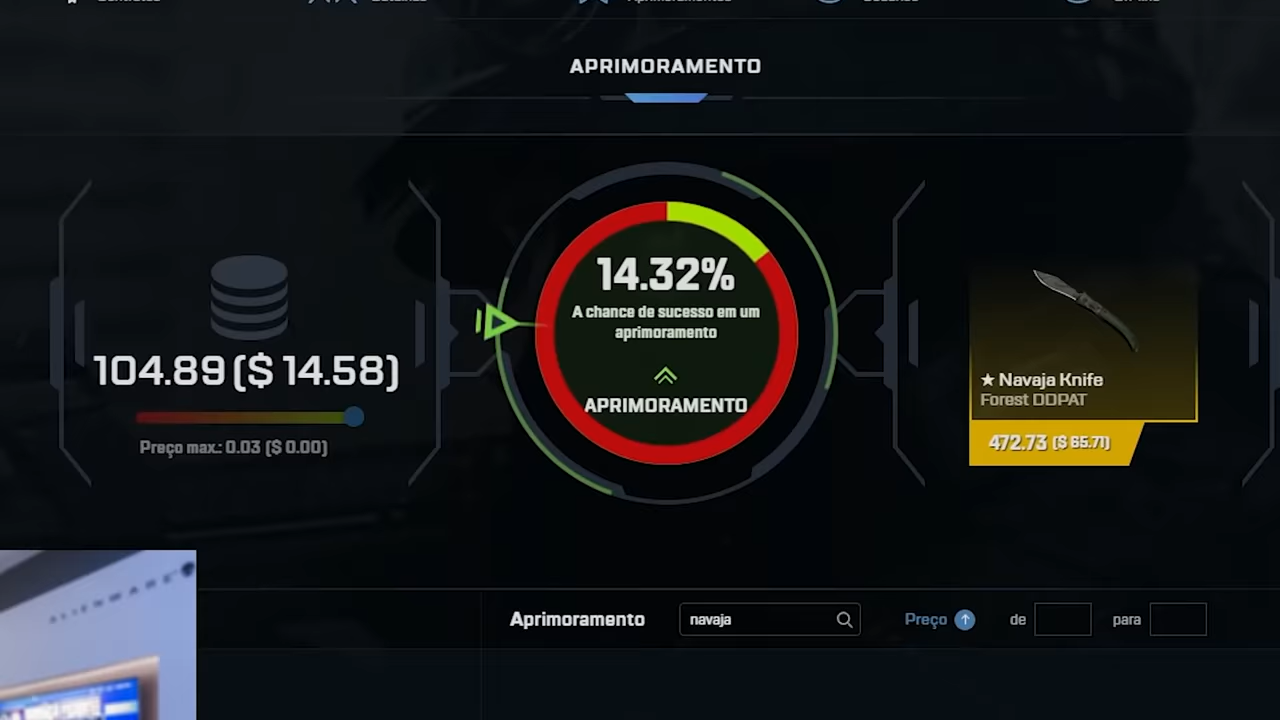 APRIMORAMENTO
14.32%
A chance de sucesso em um
aprimoramento
APRIMORAMENTO
104.89 ($ 14.58)
Preço max.: 0.03 ($ 0.00)
★ Navaja Knife
Forest DDPAT
472.73 ($ 65.71)
ALIENWARE
Aprimoramento
navaja
Preço
de
para